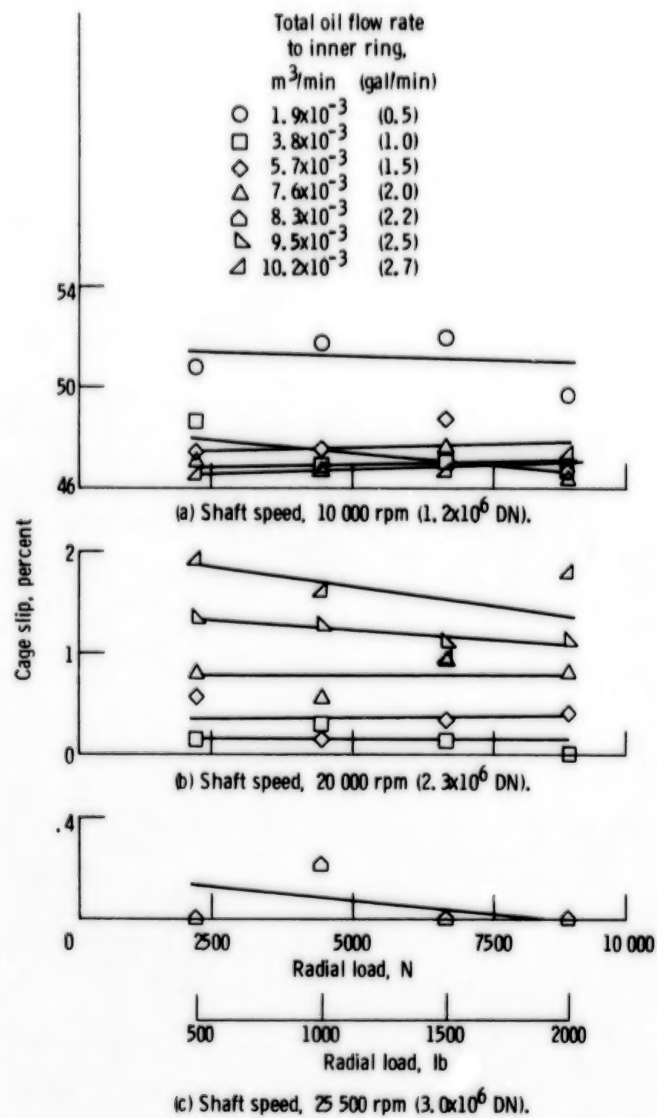 Total oil flow rate
to inner ring,
m³/min (gal/min)
1.9x10⁻³ (0.5)
3.8x10⁻³ (1.0)
5.7x10⁻³ (1.5)
7.6x10⁻³ (2.0)
8.3x10⁻³ (2.2)
9.5x10⁻³ (2.5)
10.2x10⁻³ (2.7)
54
50
46
(a) Shaft speed, 10 000 rpm (1.2x10⁶ DN).
Cage slip, percent
2
1
0
(b) Shaft speed, 20 000 rpm (2.3x10⁶ DN).
.4
0 2500 5000 7500 10 000
Radial load, N
500 1000 1500 2000
Radial load, lb
(c) Shaft speed, 25 500 rpm (3.0x10⁶ DN).